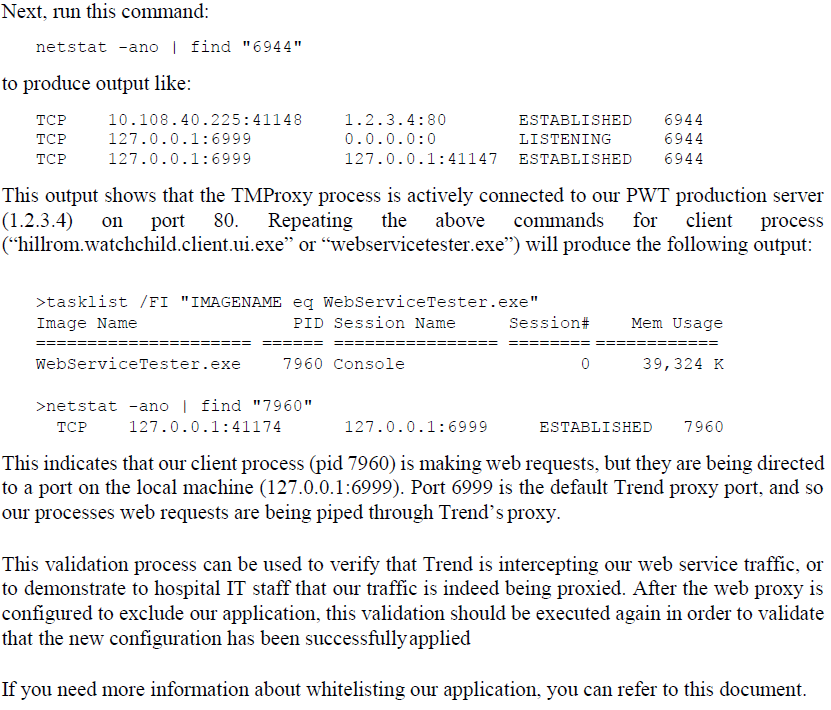 Next, run this command:
netstat -ano | find "6944"
to produce output like:
TCP 10.108.40.225:41148 1.2.3.4:80 ESTABLISHED 6944
TCP 127.0.0.1:6999 0.0.0.0:0 LISTENING 6944
TCP 127.0.0.1:6999 127.0.0.1:41147 ESTABLISHED 6944
This output shows that the TMProxy process is actively connected to our PWT production server
(1.2.3.4) on port 80. Repeating the above commands for client process
(“hillrom.watchchild.client.ui.exe” or “webservicetester.exe”) will produce the following output:
>tasklist /FI "IMAGENAME eq WebServiceTester.exe"
Image Name PID Session Name Session# Mem Usage
========================= ====== ================ ======== ============
WebServiceTester.exe 7960 Console 0 39,324 K
>netstat -ano | find "7960"
TCP 127.0.0.1:41174 127.0.0.1:6999 ESTABLISHED 7960
This indicates that our client process (pid 7960) is making web requests, but they are being directed
to a port on the local machine (127.0.0.1:6999). Port 6999 is the default Trend proxy port, and so
our processes web requests are being piped through Trend’s proxy.
This validation process can be used to verify that Trend is intercepting our web service traffic, or
to demonstrate to hospital IT staff that our traffic is indeed being proxied. After the web proxy is
configured to exclude our application, this validation should be executed again in order to validate
that the new configuration has been successfully applied
If you need more information about whitelisting our application, you can refer to this document.